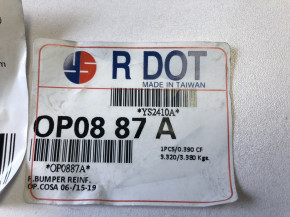 R DOT
MADE IN TAIWAN
*YS2410A*
OP08 87 A
1PCS/0.390 CF
3.320/3.380 Kgs.
*OP0887A*
F.BUMPER REINF.
OP.COSA 06-/15-19